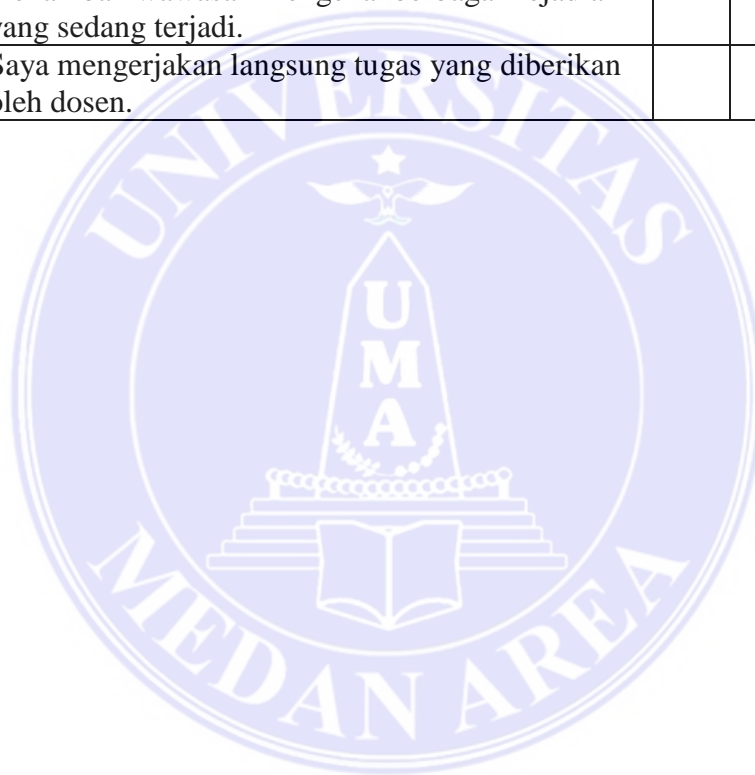 yang sedang terjadi.
Saya mengerjakan langsung tugas yang diberikan
oleh dosen.
UNIVERSITAS
UMA
MEDAN AREA